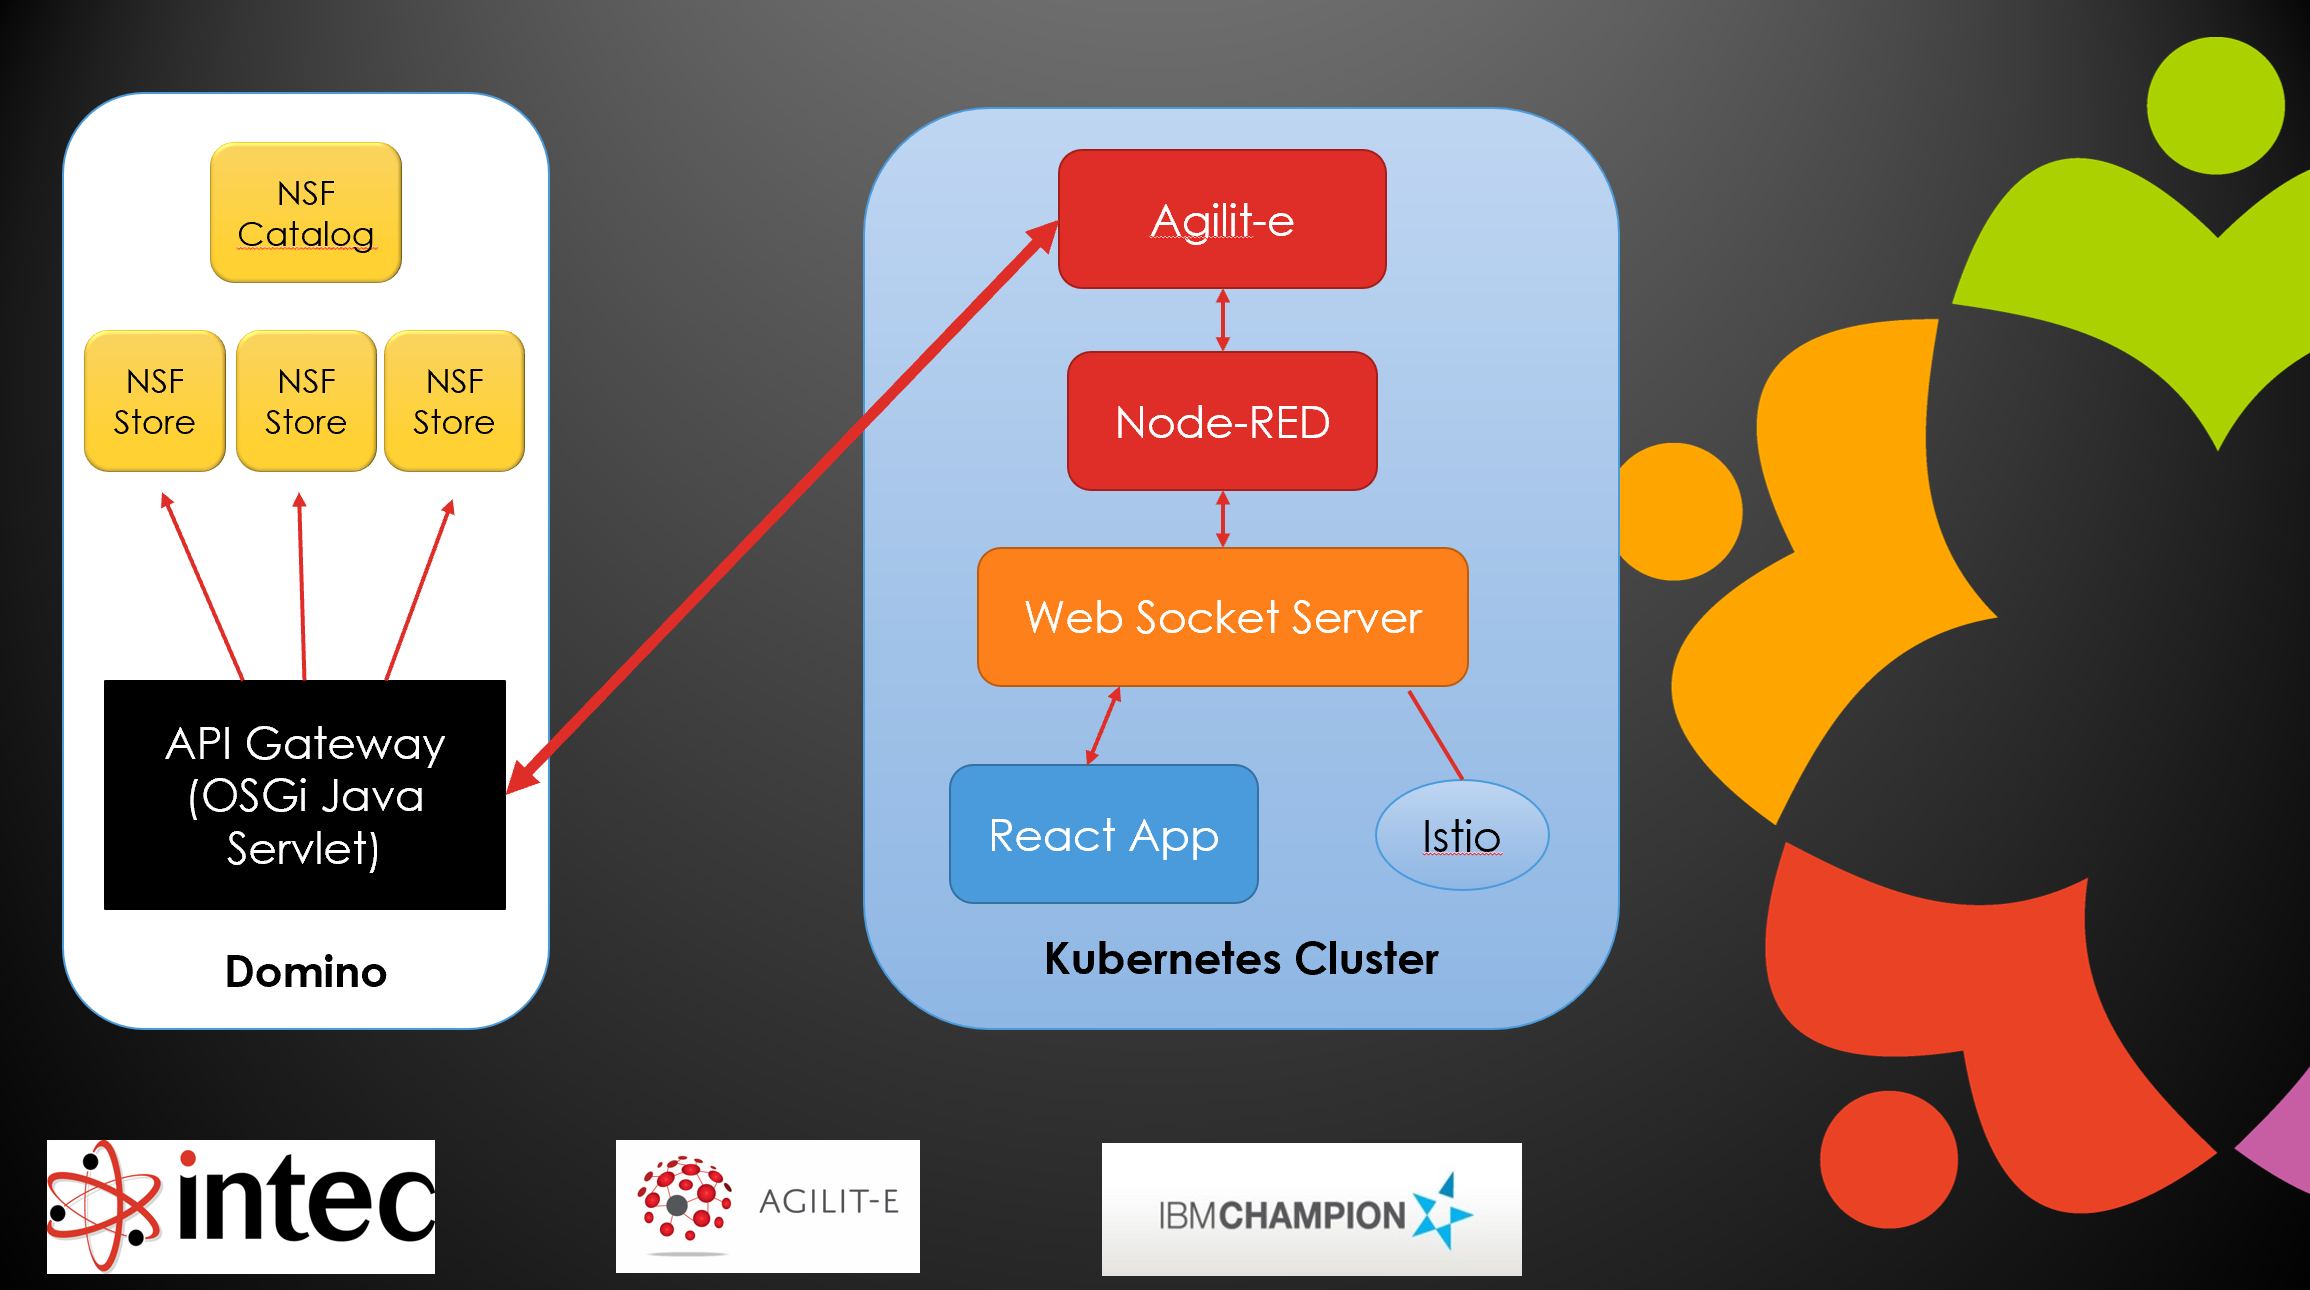 NSF
Catalog
NSF
Store
NSF
Store
NSF
Store
API Gateway
(OSGi Java
Servlet)
Domino
Agilit-e
Node-RED
Web Socket Server
React App
Istio
Kubernetes Cluster
intec
AGILIT-E
IBMCHAMPION